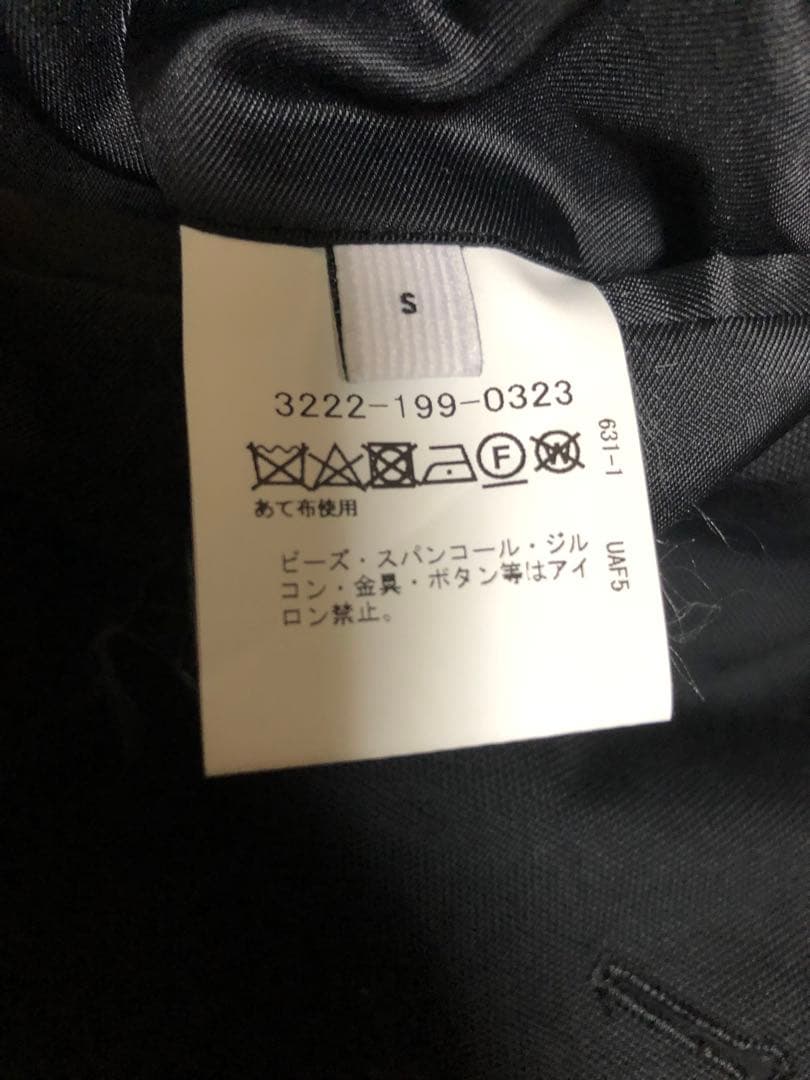 S
3222-199-0323
F W
あて布使用
ビーズ・スパンコール・ジル
コン・金具・ボタン等はアイ
ロン禁止。
631-1 UAF5